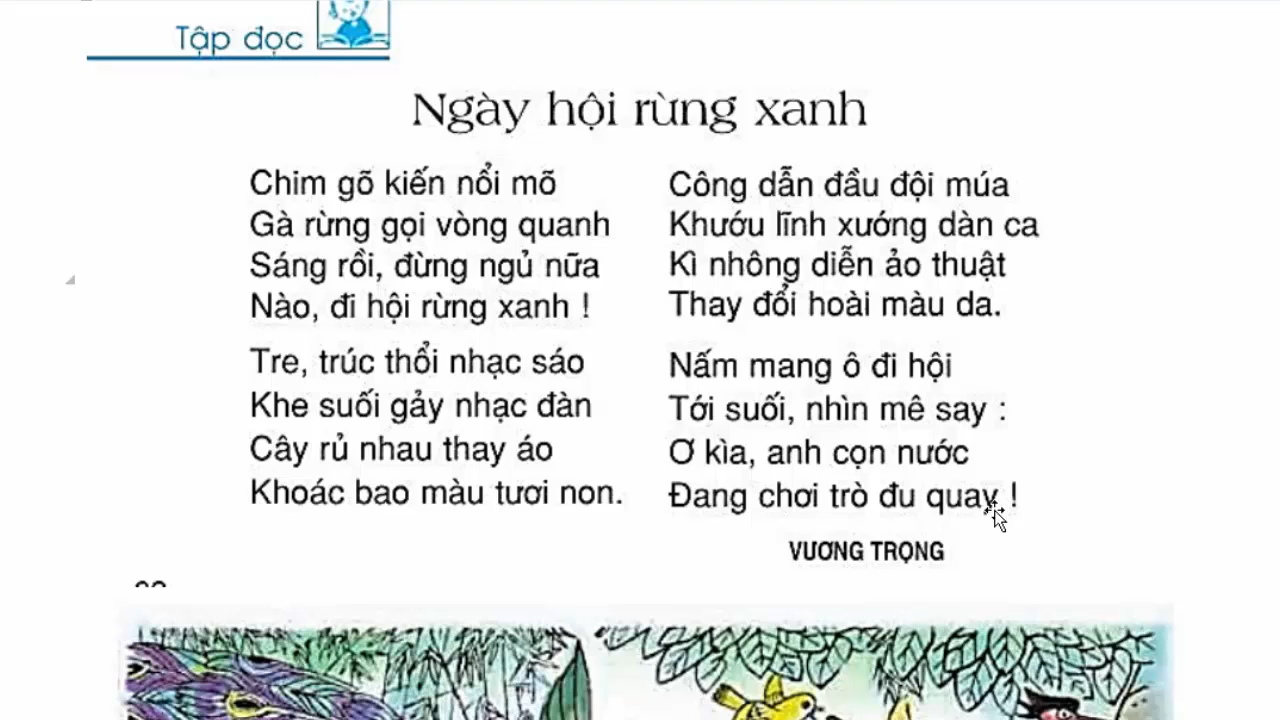 Tập đọc
Ngày hội rừng xanh
Chim gõ kiến nổi mõ
Gà rừng gọi vòng quanh
Sáng rồi, đừng ngủ nữa
Nào, đi hội rừng xanh !
Tre, trúc thổi nhạc sáo
Khe suối gảy nhạc đàn
Cây rủ nhau thay áo
Khoác bao màu tươi non.
Công dẫn đầu đội múa
Khướu lĩnh xướng dàn ca
Kì nhông diễn ảo thuật
Thay đổi hoài màu da.
Nấm mang ô đi hội
Tới suối, nhìn mê say :
Ơ kìa, anh cọn nước
Đang chơi trò đu quay !
VƯƠNG TRỌNG